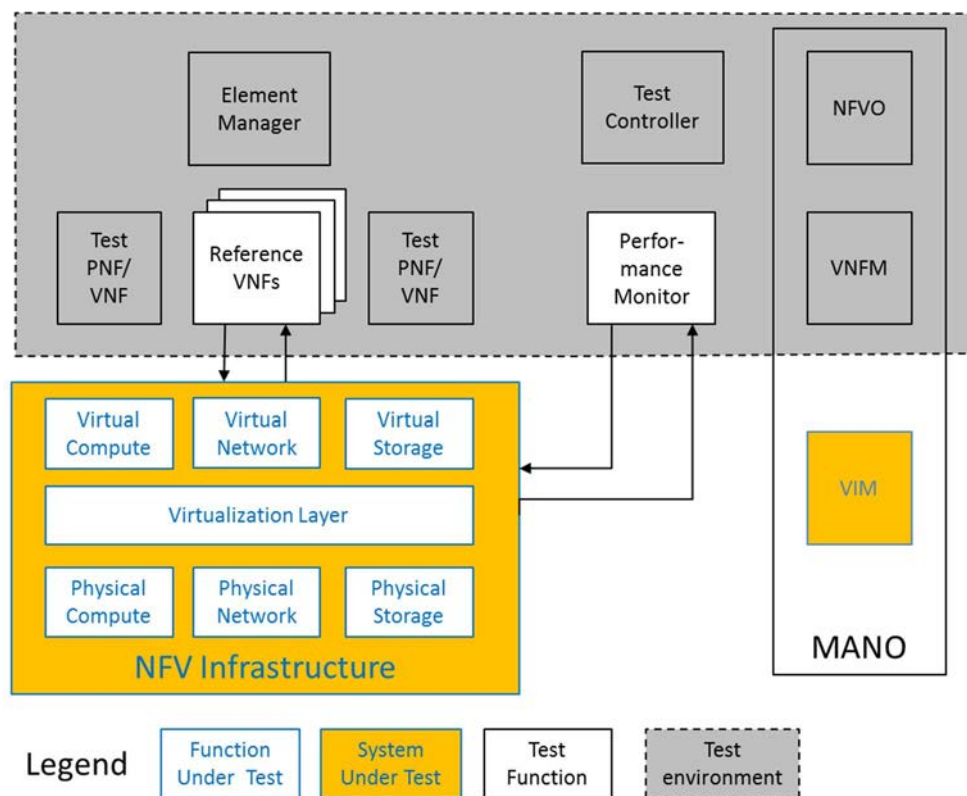 Element
Manager
Test
Controller
NFVO
Test
PNF/
VNF
Reference
VNFs
Test
PNF/
VNF
Perfor-
mance
Monitor
VNFM
Virtual
Compute
Virtual
Network
Virtual
Storage
Virtualization Layer
VIM
Physical
Compute
Physical
Network
Physical
Storage
NFV Infrastructure
MANO
Legend
Function
Under Test
System
Under Test
Test
Function
Test
environment